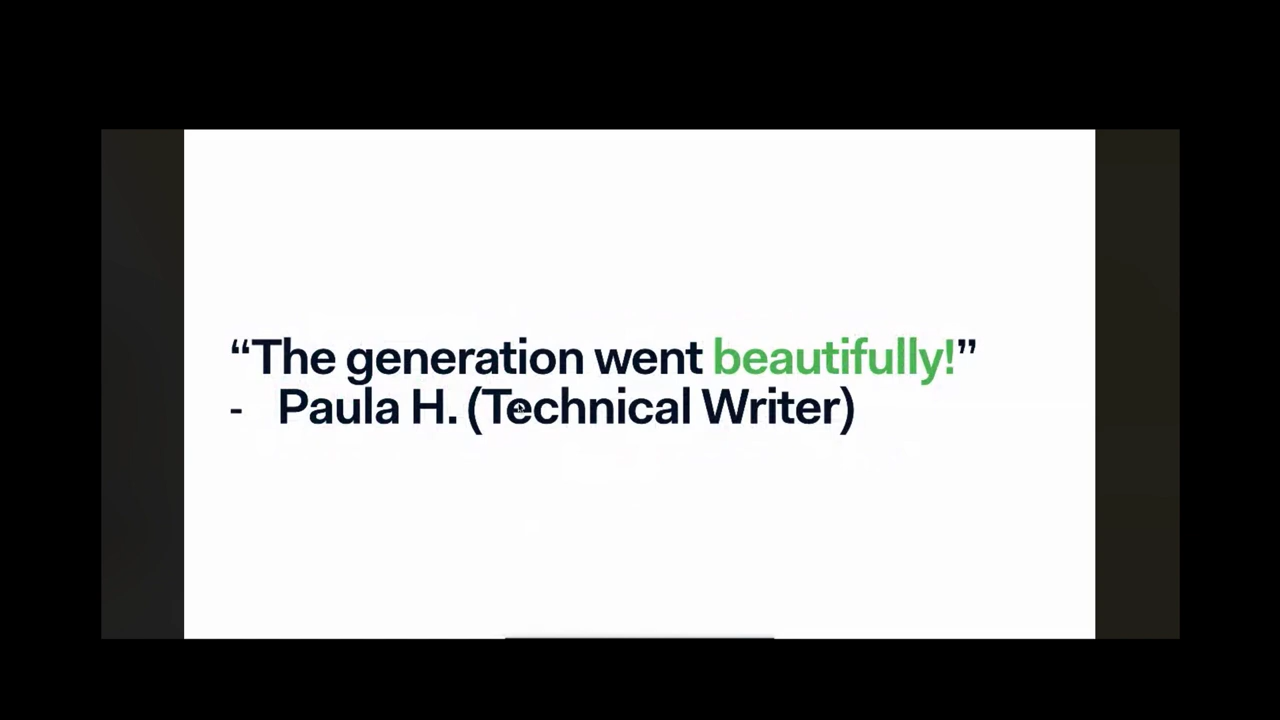 “The generation went beautifully!”
- Paula H. (Technical Writer)